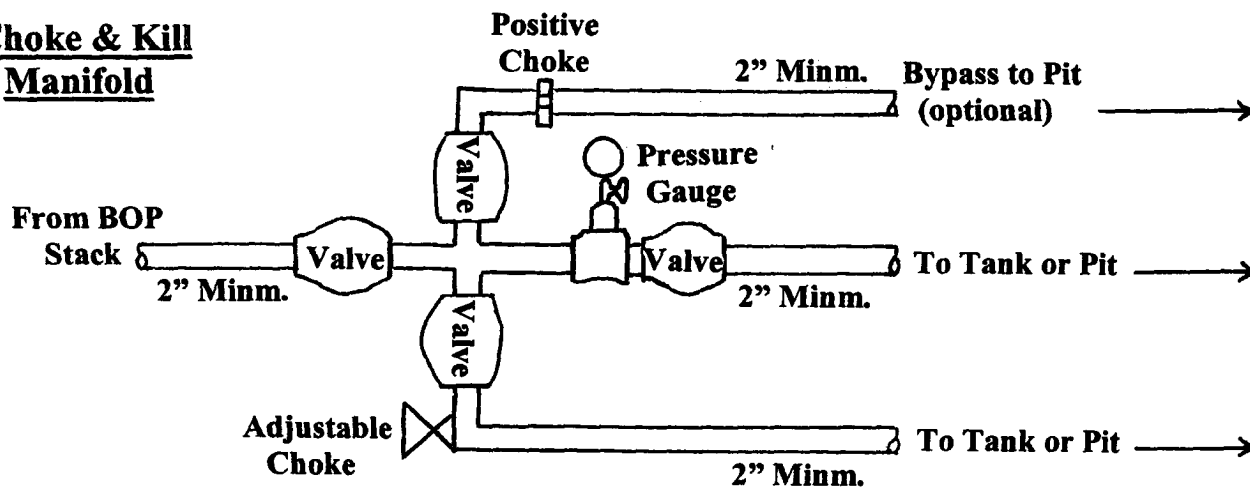 Choke & Kill
Manifold
Positive
Choke
2” Minm.
Bypass to Pit
(optional)
Valve
Pressure
Gauge
From BOP
Stack
2” Minm.
Valve
Valve
2” Minm.
To Tank or Pit
Valve
Adjustable
Choke
2” Minm.
To Tank or Pit